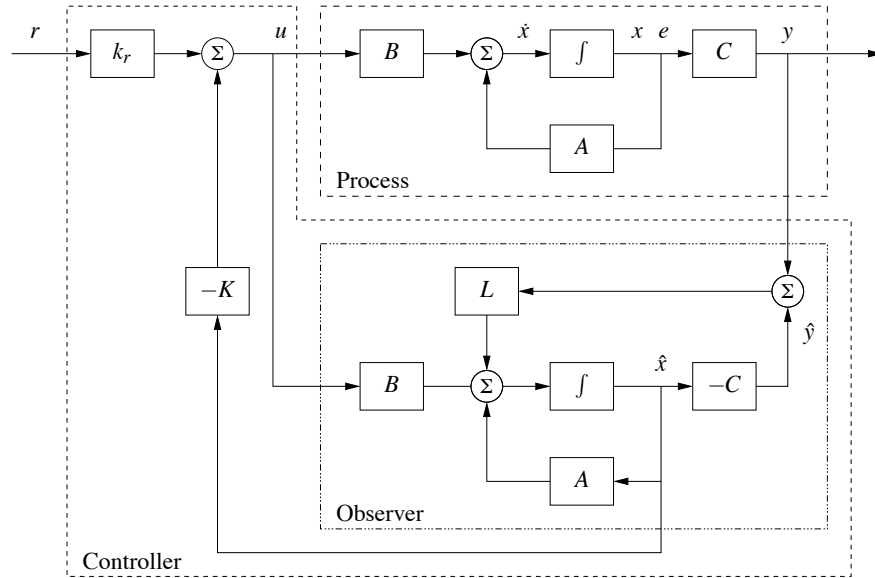 r
k_r
Σ
u
B
Σ
ẋ
∫
x e
C
y
A
Process
−K
L
Σ
ŷ
B
Σ
∫
x̂
−C
A
Observer
Controller